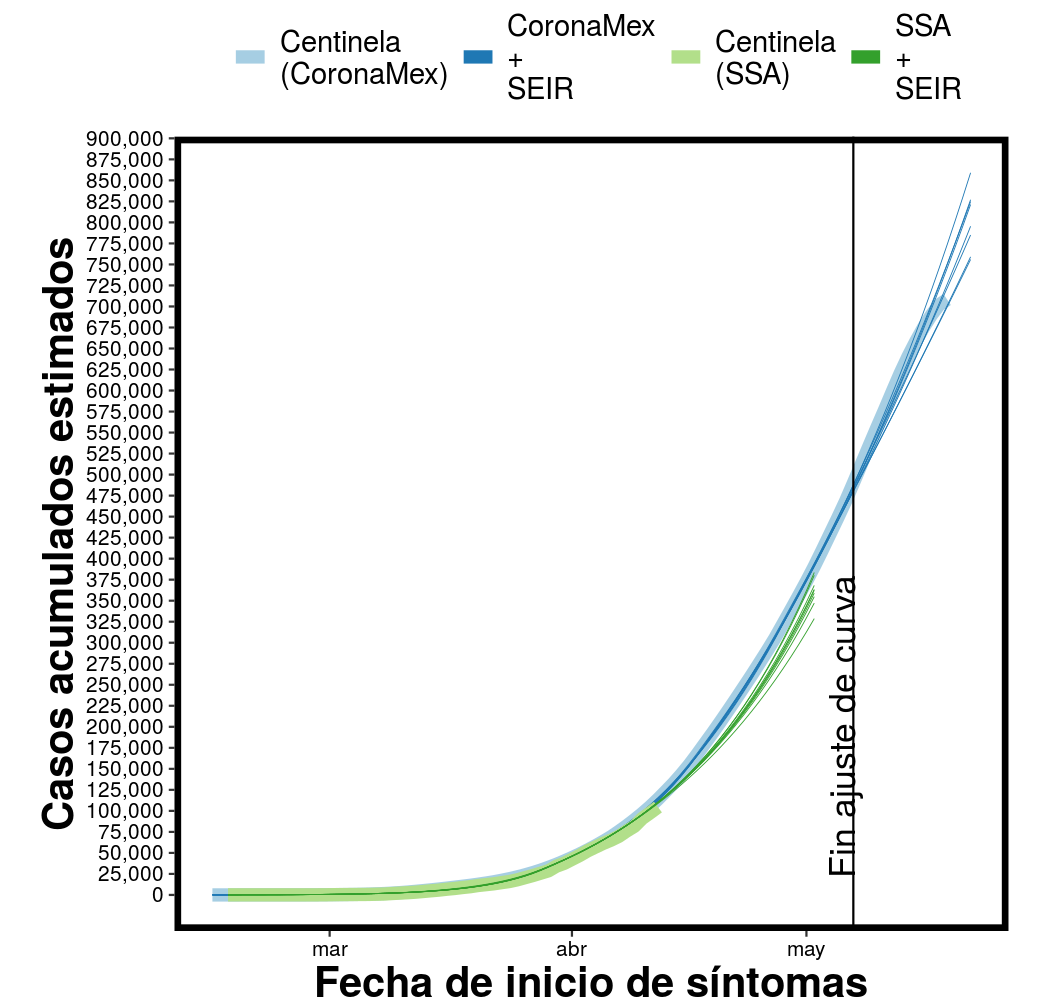 Centinela
(CoronaMex)
CoronaMex
+
SEIR
Centinela
(SSA)
SSA
+
SEIR
Casos acumulados estimados
900,000
875,000
850,000
825,000
800,000
775,000
750,000
725,000
700,000
675,000
650,000
625,000
600,000
575,000
550,000
525,000
500,000
475,000
450,000
425,000
400,000
375,000
350,000
325,000
300,000
275,000
250,000
225,000
200,000
175,000
150,000
125,000
100,000
75,000
50,000
25,000
0
Fin ajuste de curva
mar
abr
may
Fecha de inicio de síntomas